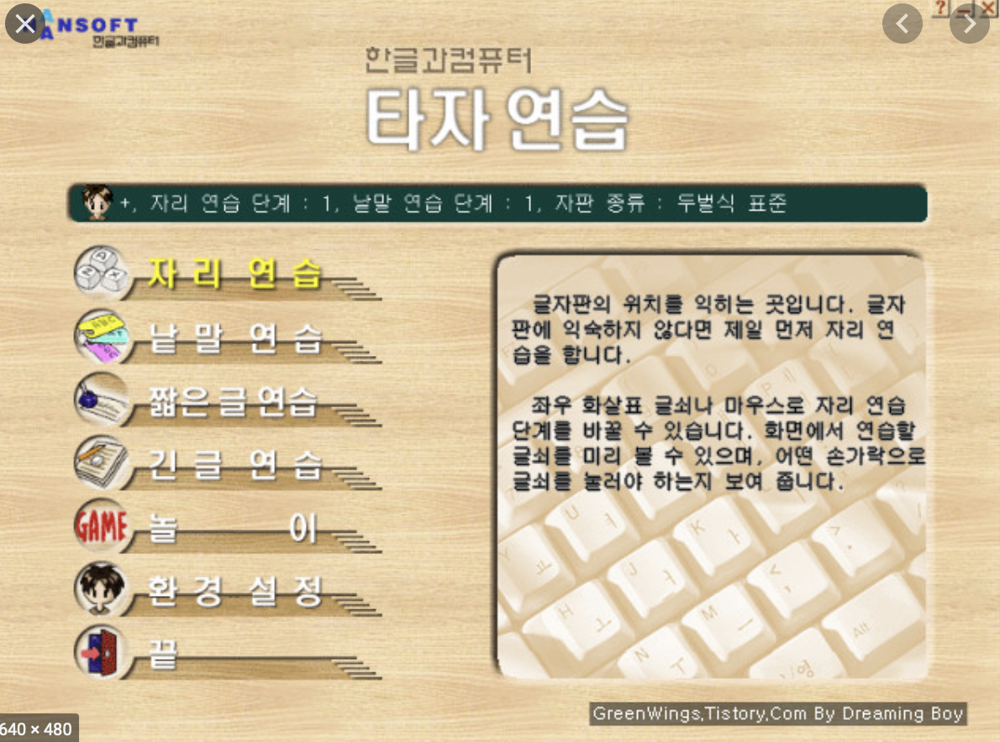 HANSOFT
한글과컴퓨터
?
한글과컴퓨터
타자 연습
+, 자리 연습 단계 : 1, 낱말 연습 단계 : 1, 자판 종류 : 두벌식 표준
A
Z X
자 리 연 습
낱 말 연 습
짧은 글 연습
긴 글 연습
GAME
놀 이
환 경 설 정
끝
글자판의 위치를 익히는 곳입니다. 글자
판에 익숙하지 않다면 제일 먼저 자리 연
습을 합니다.
좌우 화살표 글쇠나 마우스로 자리 연습
단계를 바꿀 수 있습니다. 화면에서 연습할
글쇠를 미리 볼 수 있으며, 어떤 손가락으로
글쇠를 눌러야 하는지 보여 줍니다.
O ㅐ
P ㅔ
U ㅕ
K ㅏ
> .
Y ㅛ
J ㅓ
< ,
H ㅗ
M ㅡ
Alt
N ㅜ
/영
GreenWings.Tistory.Com By Dreaming Boy
640 × 480